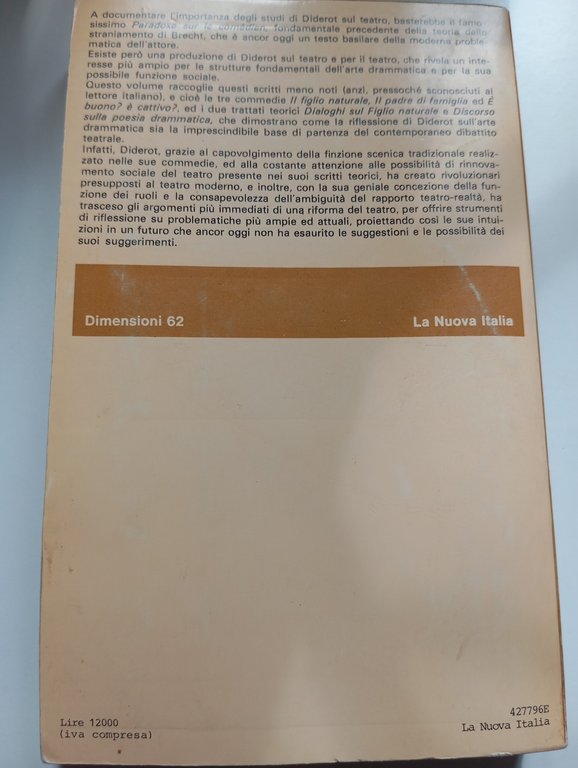 A documentare l'importanza degli studi di Diderot sul teatro, basterebbe il famo-
sissimo Paradoxe sur le comédien, fondamentale precedente della teoria dello
straniamento di Brecht, che è ancor oggi un testo basilare della moderna proble-
matica dell'attore.
Esiste però una produzione di Diderot sul teatro e per il teatro, che rivela un inte-
resse più ampio per le strutture fondamentali dell'arte drammatica e per la sua
possibile funzione sociale.
Questo volume raccoglie questi scritti meno noti (anzi, pressoché sconosciuti al
lettore italiano), e cioè le tre commedie Il figlio naturale, Il padre di famiglia ed È
buono? è cattivo?, ed i due trattati teorici Dialoghi sul Figlio naturale e Discorso
sulla poesia drammatica, che dimostrano come la riflessione di Diderot sull'arte
drammatica sia la imprescindibile base di partenza del contemporaneo dibattito
teatrale.
Infatti, Diderot, grazie al capovolgimento della finzione scenica tradizionale realiz-
zato nelle sue commedie, ed alla costante attenzione alle possibilità di rinnova-
mento sociale del teatro presente nei suoi scritti teorici, ha creato rivoluzionari
presupposti al teatro moderno, e inoltre, con la sua geniale concezione della fun-
zione dei ruoli e la consapevolezza dell'ambiguità del rapporto teatro-realtà, ha
trasceso gli argomenti più immediati di una riforma del teatro, per offrire strumenti
di riflessione su problematiche più ampie ed attuali, proiettando così le sue intui-
zioni in un futuro che ancor oggi non ha esaurito le suggestioni e le possibilità dei
suoi suggerimenti.
Dimensioni 62 La Nuova Italia
Lire 12000 427796E
(iva compresa) La Nuova Italia